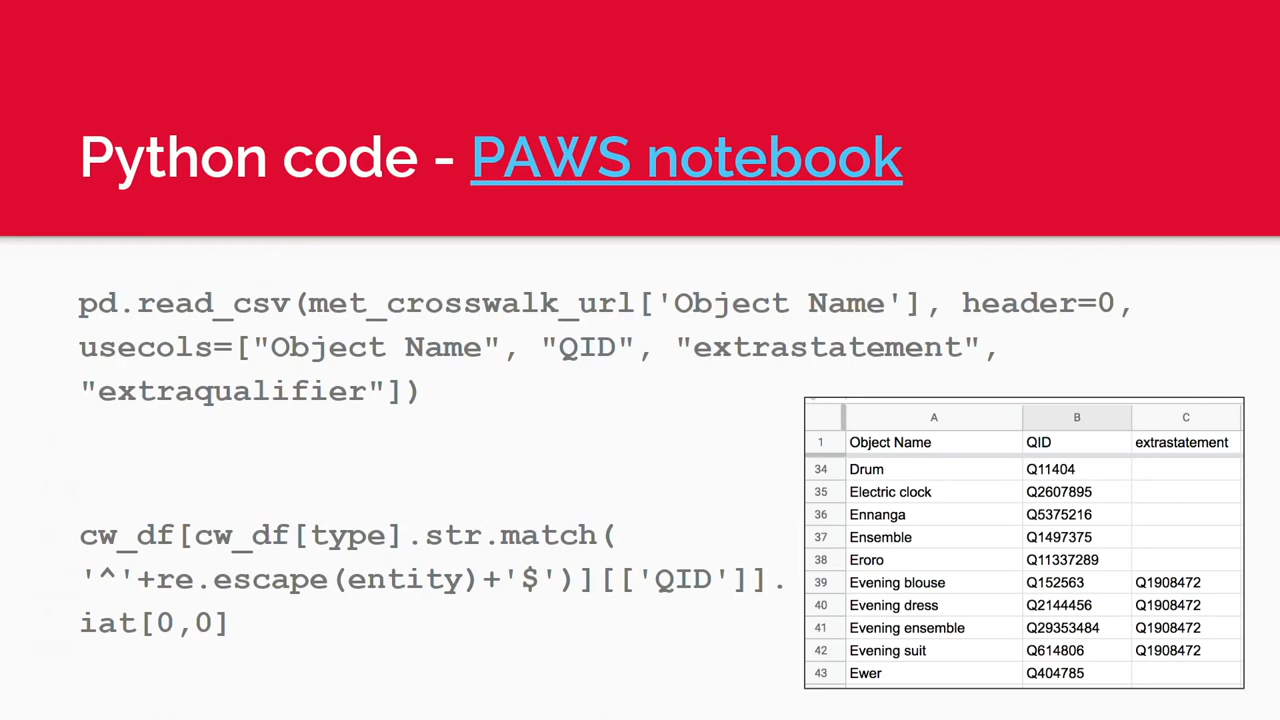 Python code - PAWS notebook
pd.read_csv(met_crosswalk_url['Object Name'], header=0,
usecols=["Object Name", "QID", "extrastatement",
"extraqualifier"])
cw_df[cw_df[type].str.match(
'^'+re.escape(entity)+'$')][['QID']].
iat[0,0]
A B C
1 Object Name QID extrastatement
34 Drum Q11404
35 Electric clock Q2607895
36 Ennanga Q5375216
37 Ensemble Q1497375
38 Eroro Q11337289
39 Evening blouse Q152563 Q1908472
40 Evening dress Q2144456 Q1908472
41 Evening ensemble Q29353484 Q1908472
42 Evening suit Q614806 Q1908472
43 Ewer Q404785